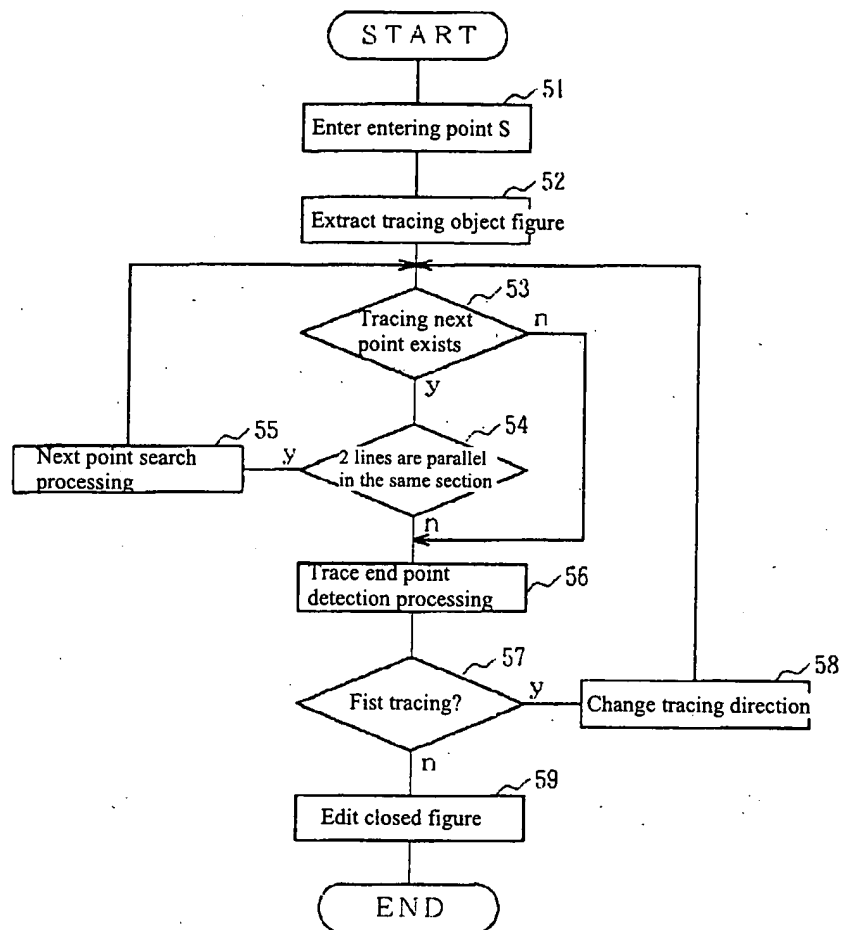 START
51
Enter entering point S
52
Extract tracing object figure
53
Tracing next
point exists
n
y
54
55
2 lines are parallel
in the same section
y
Next point search
processing
n
Trace end point
detection processing
56
57
Fist tracing?
y
58
Change tracing direction
n
59
Edit closed figure
END